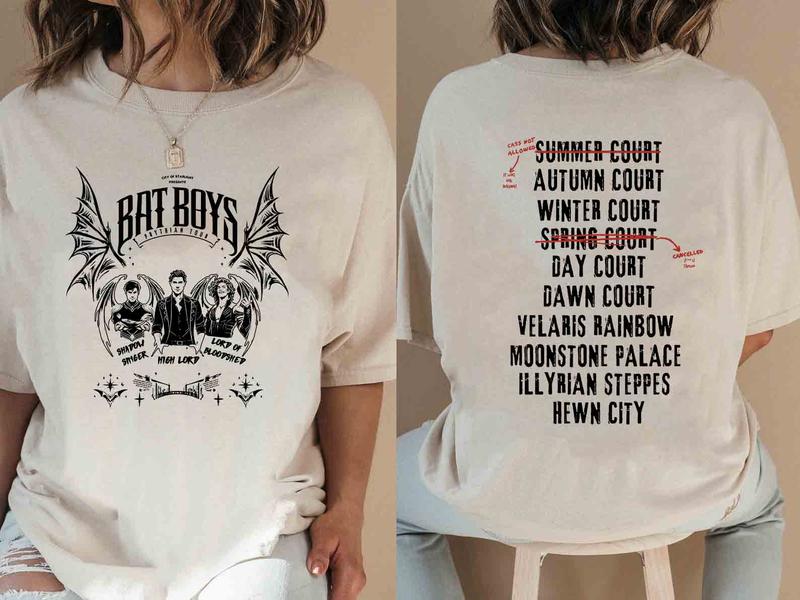 CITY OF STARLIGHT
PRESENTS
BAT BOYS
PRYTHIAN TOUR
SHADOW
SINGER
HIGH LORD
LORD OF
BLOODSHED
CASS NOT
ALLOWED
SUMMER COURT
AUTUMN COURT
WINTER COURT
SPRING COURT
CANCELLED
DAY COURT
DAWN COURT
VELARIS RAINBOW
MOONSTONE PALACE
ILLYRIAN STEPPES
HEWN CITY